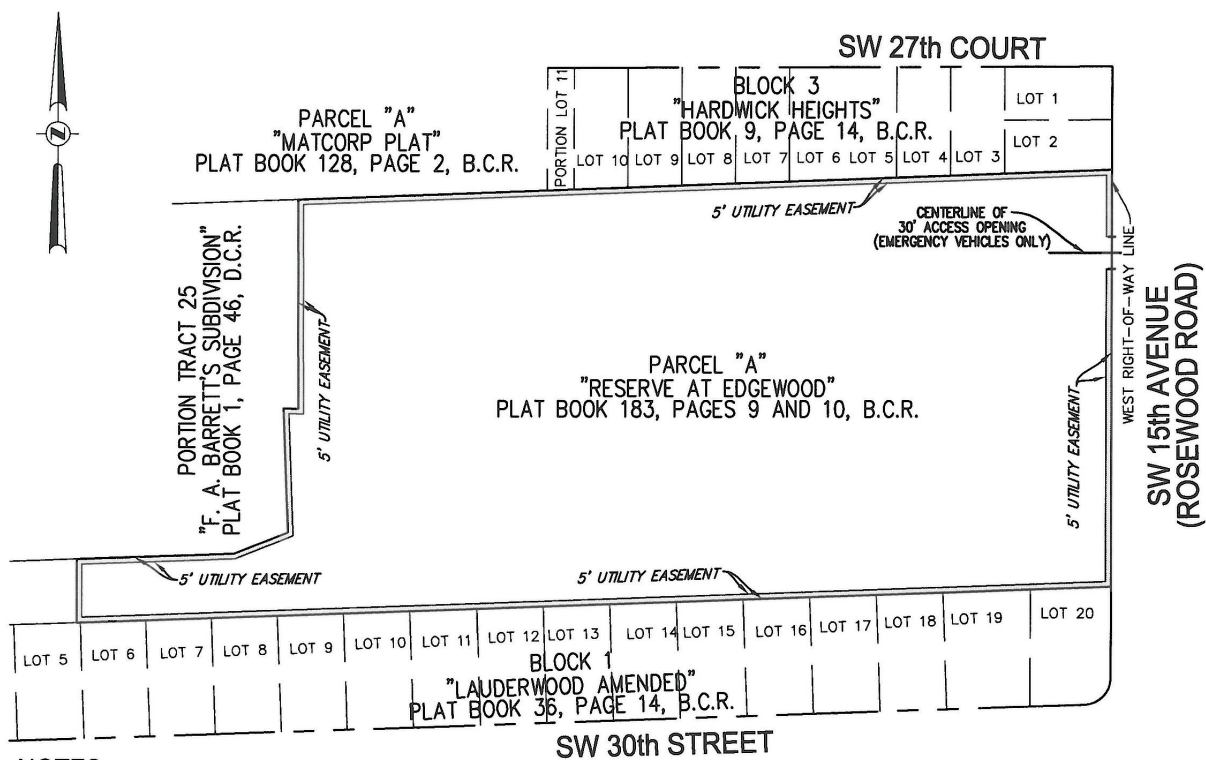 SW 27th COURT
PARCEL "A"
"MATCORP PLAT"
PLAT BOOK 128, PAGE 2, B.C.R.
PORTION LOT 11
BLOCK 3
"HARDWICK HEIGHTS"
PLAT BOOK 9, PAGE 14, B.C.R.
LOT 1
LOT 2
LOT 10
LOT 9
LOT 8
LOT 7
LOT 6
LOT 5
LOT 4
LOT 3
5' UTILITY EASEMENT
CENTERLINE OF
30' ACCESS OPENING
(EMERGENCY VEHICLES ONLY)
WEST RIGHT-OF-WAY LINE
SW 15th AVENUE
(ROSEWOOD ROAD)
PORTION TRACT 25
"F. A. BARRETT'S SUBDIVISION"
PLAT BOOK 1, PAGE 46, D.C.R.
5' UTILITY EASEMENT
PARCEL "A"
"RESERVE AT EDGEWOOD"
PLAT BOOK 183, PAGES 9 AND 10, B.C.R.
5' UTILITY EASEMENT
5' UTILITY EASEMENT
5' UTILITY EASEMENT
LOT 5
LOT 6
LOT 7
LOT 8
LOT 9
LOT 10
LOT 11
LOT 12
LOT 13
LOT 14
LOT 15
LOT 16
LOT 17
LOT 18
LOT 19
LOT 20
BLOCK 1
"LAUDERWOOD AMENDED"
PLAT BOOK 36, PAGE 14, B.C.R.
SW 30th STREET